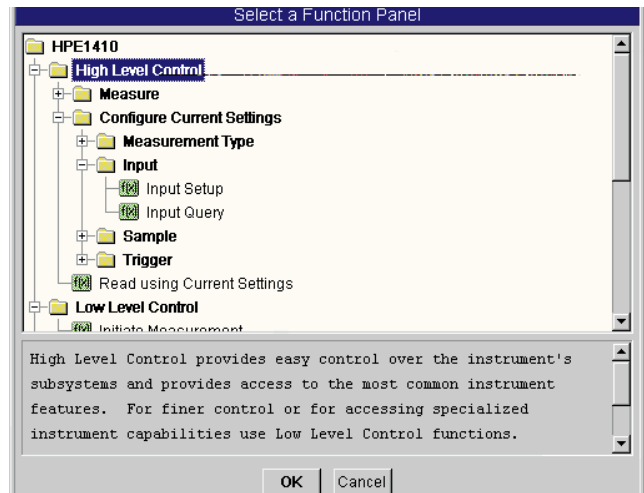 Select a Function Panel
HPE1410
High Level Control
Measure
Configure Current Settings
Measurement Type
Input
f(x) Input Setup
f(x) Input Query
Sample
Trigger
f(x) Read using Current Settings
Low Level Control
f(x) Initiate Measurement
High Level Control provides easy control over the instrument's
subsystems and provides access to the most common instrument
features.  For finer control or for accessing specialized
instrument capabilities use Low Level Control functions.
OK Cancel